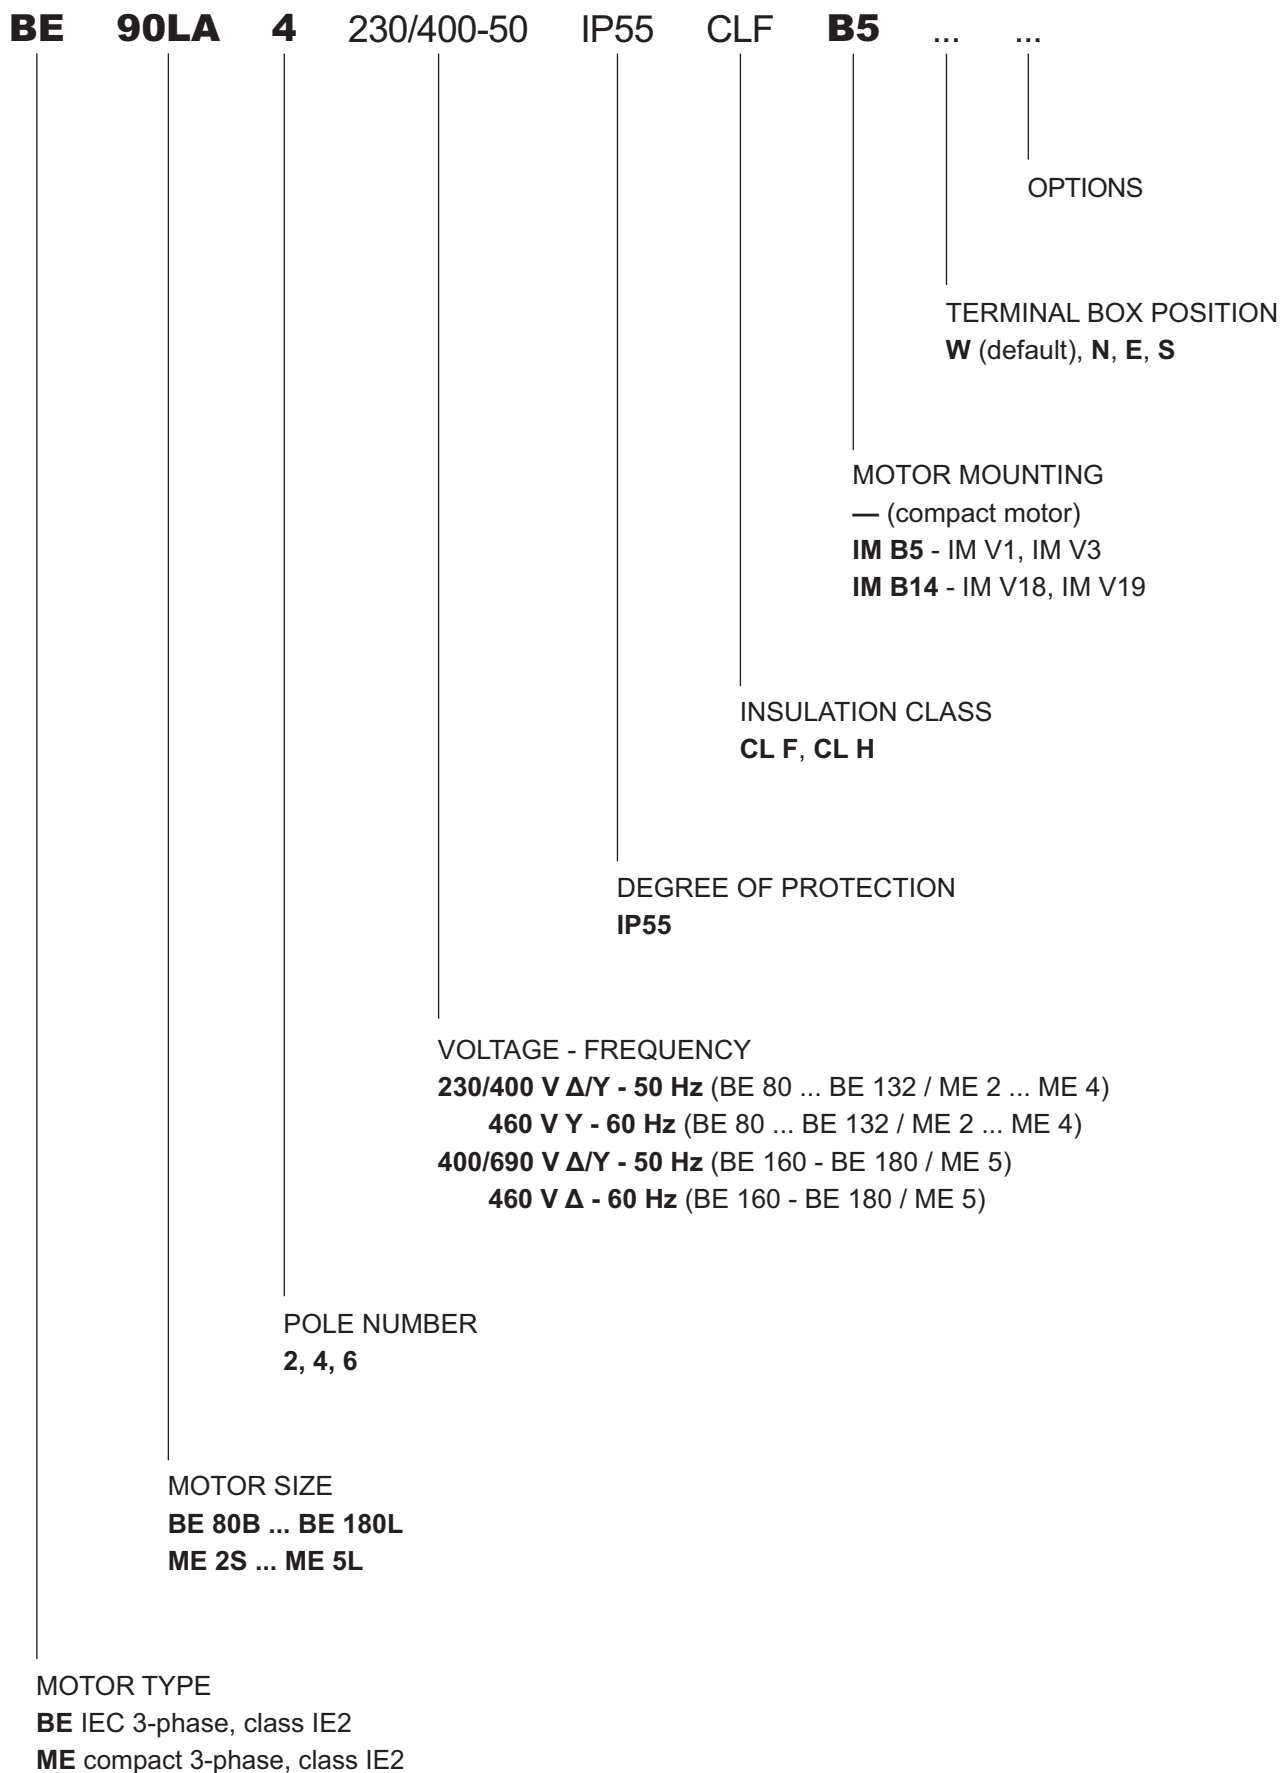 BE 90LA 4 230/400-50 IP55 CLF B5 ... ...
OPTIONS
TERMINAL BOX POSITION
W (default), N, E, S
MOTOR MOUNTING
— (compact motor)
IM B5 - IM V1, IM V3
IM B14 - IM V18, IM V19
INSULATION CLASS
CL F, CL H
DEGREE OF PROTECTION
IP55
VOLTAGE - FREQUENCY
230/400 V Δ/Y - 50 Hz (BE 80 ... BE 132 / ME 2 ... ME 4)
460 V Y - 60 Hz (BE 80 ... BE 132 / ME 2 ... ME 4)
400/690 V Δ/Y - 50 Hz (BE 160 - BE 180 / ME 5)
460 V Δ - 60 Hz (BE 160 - BE 180 / ME 5)
POLE NUMBER
2, 4, 6
MOTOR SIZE
BE 80B ... BE 180L
ME 2S ... ME 5L
MOTOR TYPE
BE IEC 3-phase, class IE2
ME compact 3-phase, class IE2